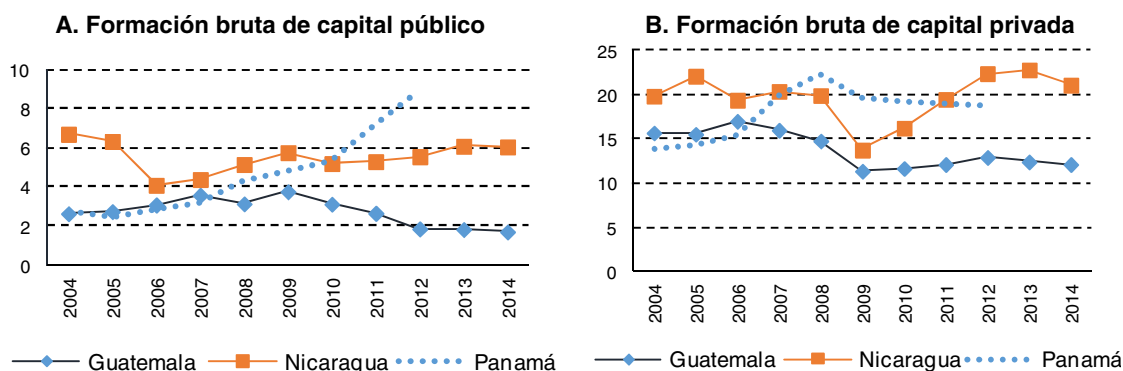 A. Formación bruta de capital público
10
8
6
4
2
0
2004 2005 2006 2007 2008 2009 2010 2011 2012 2013 2014
Guatemala Nicaragua Panamá
B. Formación bruta de capital privada
25
20
15
10
5
0
2004 2005 2006 2007 2008 2009 2010 2011 2012 2013 2014
Guatemala Nicaragua Panamá